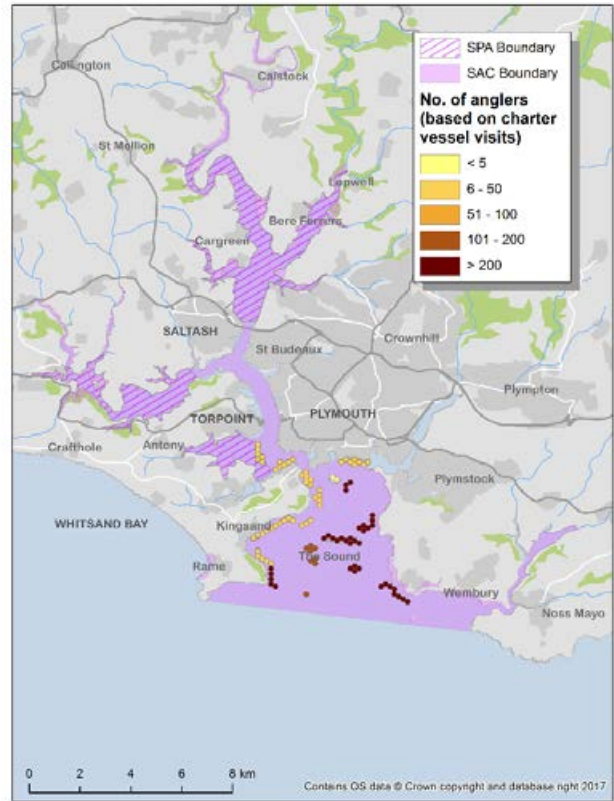 SPA Boundary
SAC Boundary
No. of anglers
(based on charter
vessel visits)
< 5
6 - 50
51 - 100
101 - 200
> 200
Callington
Calstock
St Mellion
Lopwell
Bere Ferrers
Cargreen
SALTASH
St Budeaux
Crownhill
Plympton
TORPOINT
PLYMOUTH
Crafthole
Antony
Plymstock
WHITSAND BAY
Kingsand
The Sound
Rame
Wembury
Noss Mayo
0 2 4 8 km
Contains OS data © Crown copyright and database right 2017